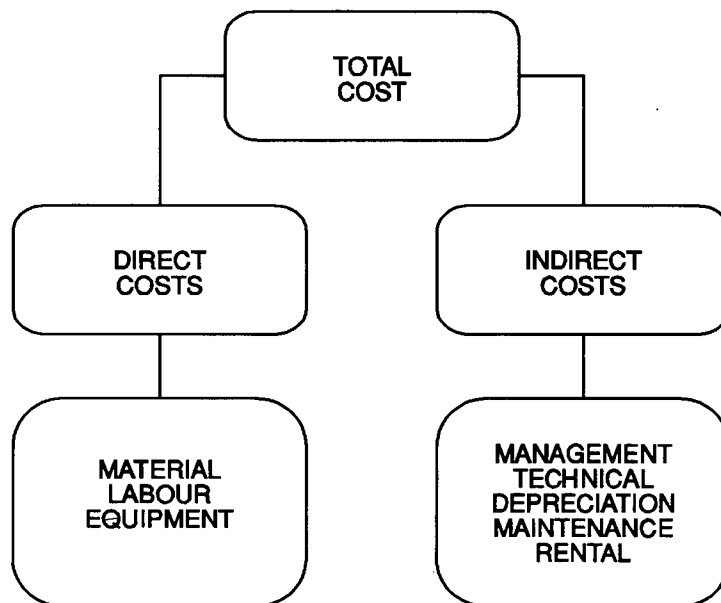 TOTAL
COST
DIRECT
COSTS
INDIRECT
COSTS
MATERIAL
LABOUR
EQUIPMENT
MANAGEMENT
TECHNICAL
DEPRECIATION
MAINTENANCE
RENTAL